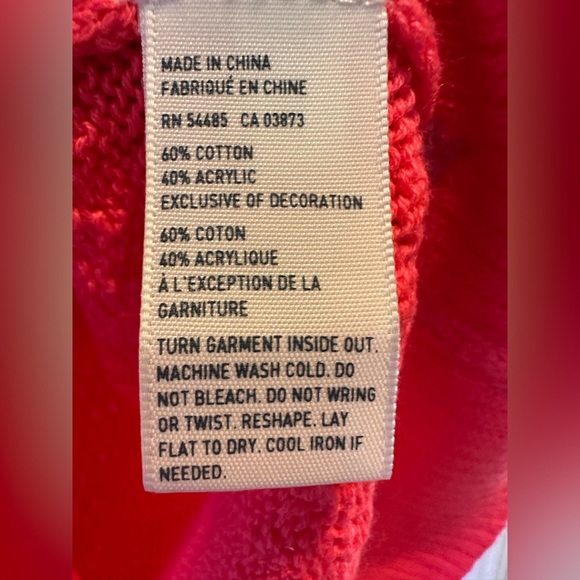 MADE IN CHINA
FABRIQUÉ EN CHINE
RN 54485 CA 03873
60% COTTON
40% ACRYLIC
EXCLUSIVE OF DECORATION
60% COTON
40% ACRYLIQUE
À L'EXCEPTION DE LA
GARNITURE
TURN GARMENT INSIDE OUT.
MACHINE WASH COLD. DO
NOT BLEACH. DO NOT WRING
OR TWIST. RESHAPE. LAY
FLAT TO DRY. COOL IRON IF
NEEDED.